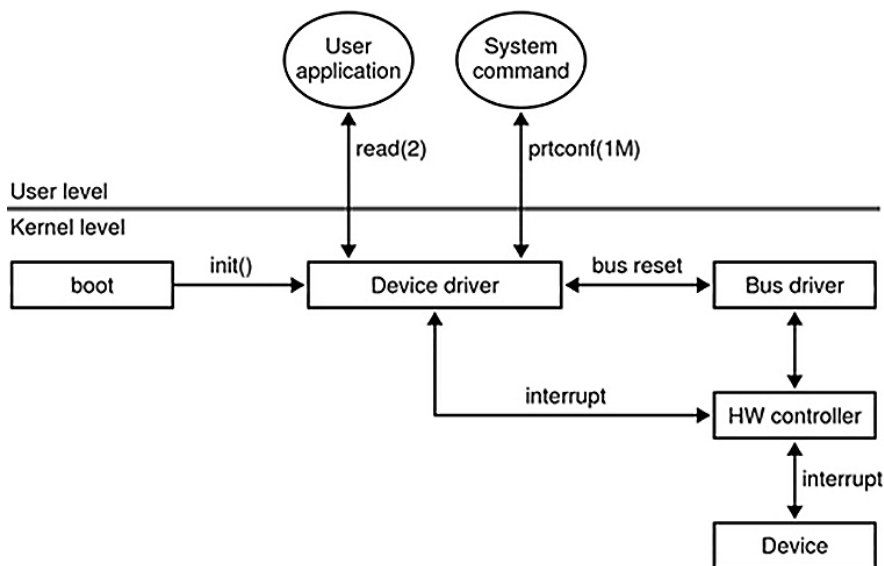 User
application
System
command
read(2)
prtconf(1M)
User level
Kernel level
boot
init()
Device driver
bus reset
Bus driver
interrupt
HW controller
interrupt
Device